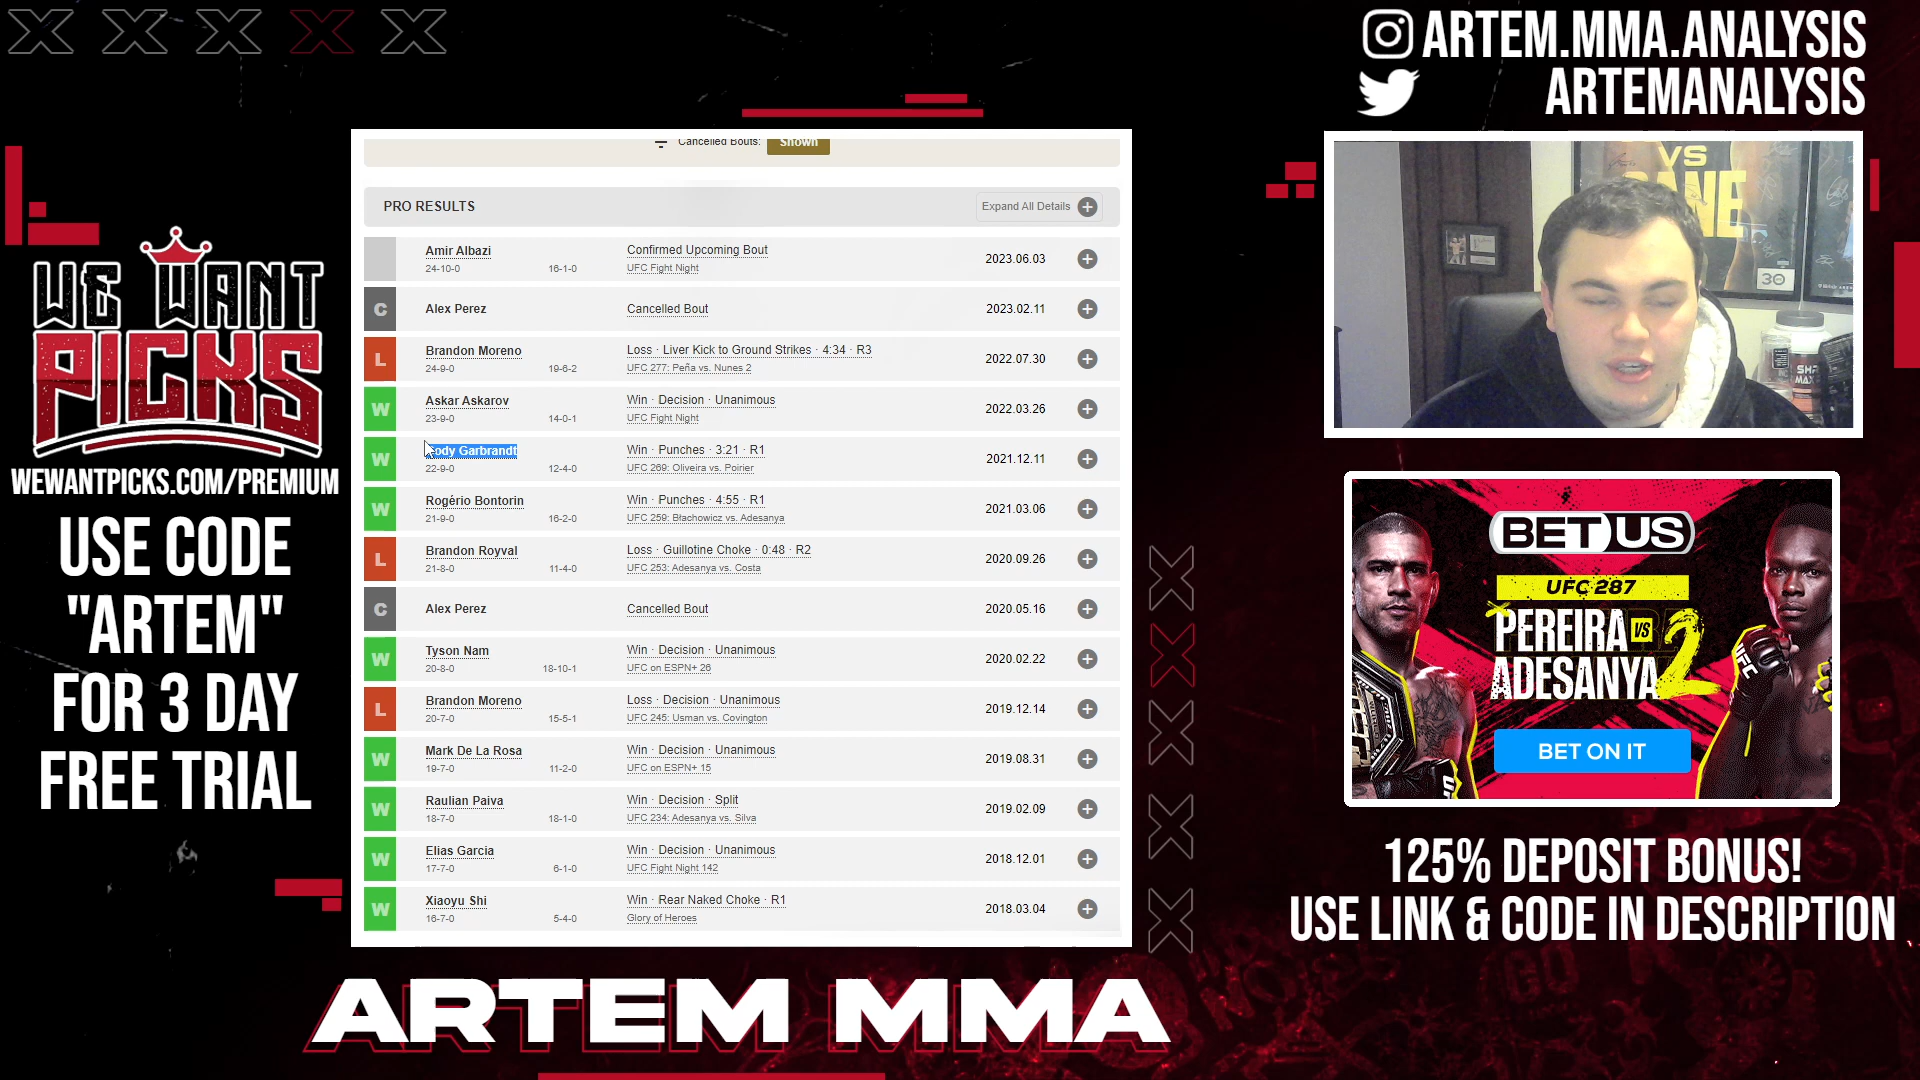 ARTEM.MMA.ANALYSIS
ARTEMANALYSIS
WE WANT
PICKS
WEWANTPICKS.COM/PREMIUM
USE CODE
"ARTEM"
FOR 3 DAY
FREE TRIAL
Cancelled Bouts: Shown
PRO RESULTS
Expand All Details
Amir Albazi Confirmed Upcoming Bout 2023.06.03
24-10-0 16-1-0 UFC Fight Night
C Alex Perez Cancelled Bout 2023.02.11
L Brandon Moreno Loss · Liver Kick to Ground Strikes · 4:34 · R3 2022.07.30
24-9-0 19-6-2 UFC 277: Peña vs. Nunes 2
W Askar Askarov Win · Decision · Unanimous 2022.03.26
23-9-0 14-0-1 UFC Fight Night
W Cody Garbrandt Win · Punches · 3:21 · R1 2021.12.11
22-9-0 12-4-0 UFC 269: Oliveira vs. Poirier
W Rogério Bontorin Win · Punches · 4:55 · R1 2021.03.06
21-9-0 16-2-0 UFC 259: Błachowicz vs. Adesanya
L Brandon Royval Loss · Guillotine Choke · 0:48 · R2 2020.09.26
21-8-0 11-4-0 UFC 253: Adesanya vs. Costa
C Alex Perez Cancelled Bout 2020.05.16
W Tyson Nam Win · Decision · Unanimous 2020.02.22
20-8-0 18-10-1 UFC on ESPN+ 26
L Brandon Moreno Loss · Decision · Unanimous 2019.12.14
20-7-0 15-5-1 UFC 245: Usman vs. Covington
W Mark De La Rosa Win · Decision · Unanimous 2019.08.31
19-7-0 11-2-0 UFC on ESPN+ 15
W Raulian Paiva Win · Decision · Split 2019.02.09
18-7-0 18-1-0 UFC 234: Adesanya vs. Silva
W Elias Garcia Win · Decision · Unanimous 2018.12.01
17-7-0 6-1-0 UFC Fight Night 142
W Xiaoyu Shi Win · Rear Naked Choke · R1 2018.03.04
16-7-0 5-4-0 Glory of Heroes
VS
30
BETUS
UFC 287
PEREIRA VS
ADESANYA 2
UFC
BET ON IT
125% DEPOSIT BONUS!
USE LINK & CODE IN DESCRIPTION
ARTEM MMA